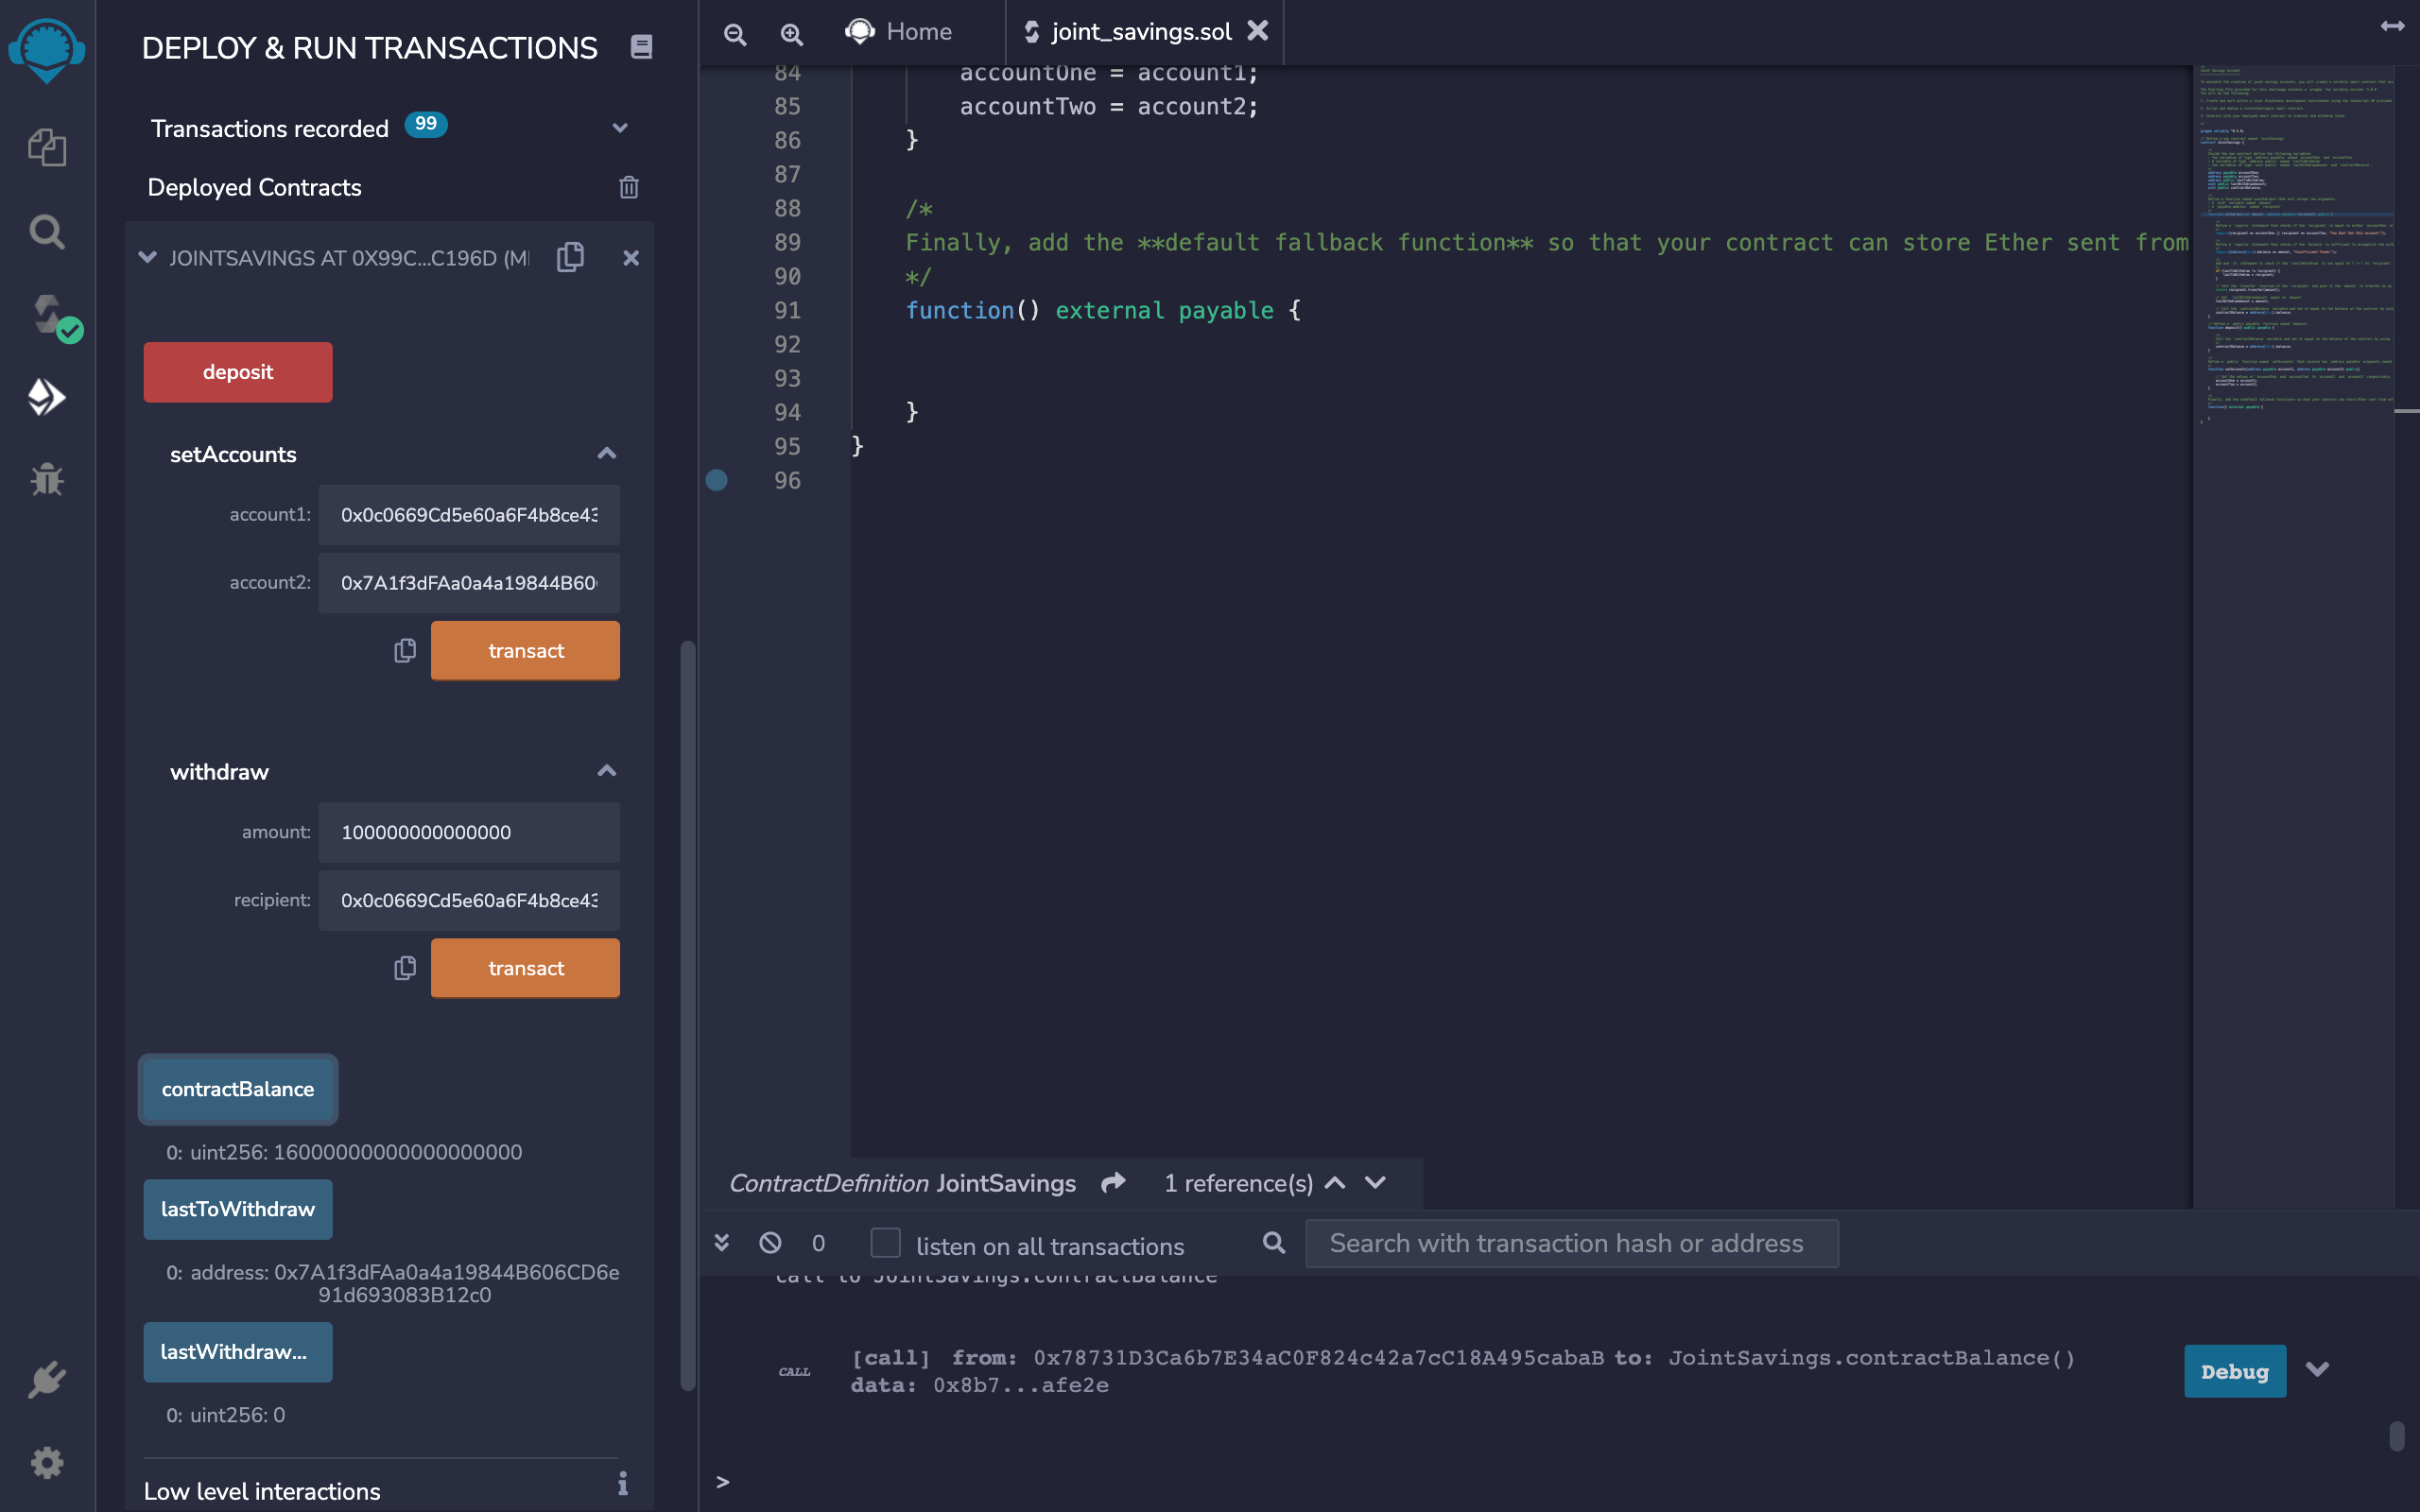 DEPLOY & RUN TRANSACTIONS
Transactions recorded 99
Deployed Contracts
JOINTSAVINGS AT 0X99C...C196D (M
deposit
setAccounts
account1: 0x0c0669Cd5e60a6F4b8ce43
account2: 0x7A1f3dFAa0a4a19844B60
transact
withdraw
amount: 100000000000000
recipient: 0x0c0669Cd5e60a6F4b8ce43
transact
contractBalance
0: uint256: 16000000000000000000
lastToWithdraw
0: address: 0x7A1f3dFAa0a4a19844B606CD6e
91d693083B12c0
lastWithdraw...
0: uint256: 0
Low level interactions
Home
joint_savings.sol
84 accountOne = account1;
85 accountTwo = account2;
86 }
87
88 /*
89 Finally, add the **default fallback function** so that your contract can store Ether sent from
90 */
91 function() external payable {
92
93
94 }
95 }
96
ContractDefinition JointSavings 1 reference(s)
0 listen on all transactions Search with transaction hash or address
call to JointSavings.contractBalance
CALL [call] from: 0x78731D3Ca6b7E34aC0F824c42a7cC18A495cabaB to: JointSavings.contractBalance()
data: 0x8b7...afe2e
Debug
>